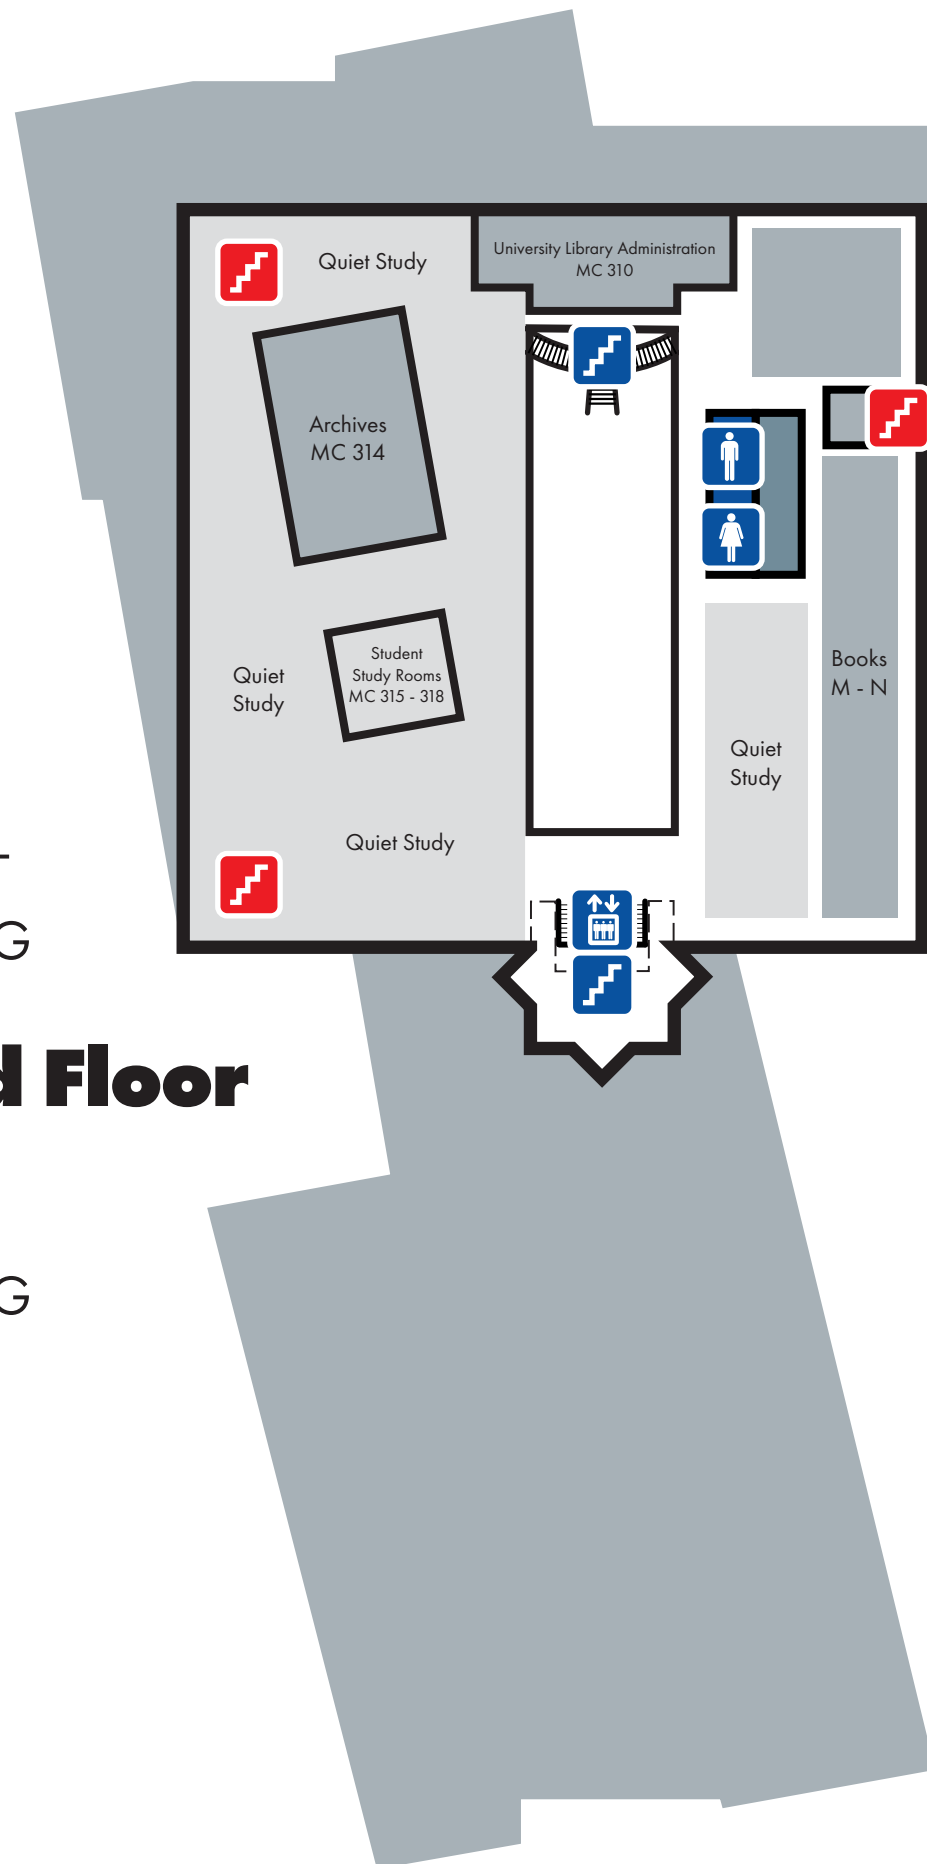 Quiet Study
University Library Administration
MC 310
Archives
MC 314
Student
Study Rooms
MC 315 - 318
Quiet
Study
Books
M - N
Quiet
Study
Quiet Study
G
Floor
G